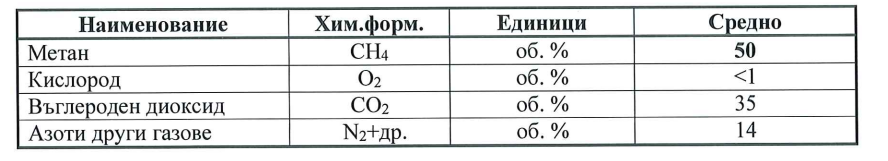 Наименование Хим.форм. Единици Средно
Метан CH4 об. % 50
Кислород O2 об. % <1
Въглероден диоксид CO2 об. % 35
Азоти други газове N2+др. об. % 14